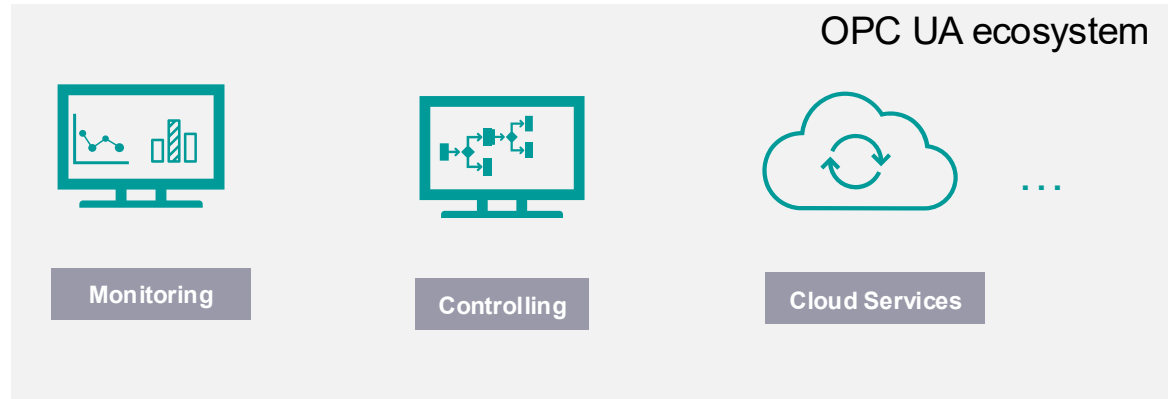 OPC UA ecosystem
Monitoring
Controlling
Cloud Services
...